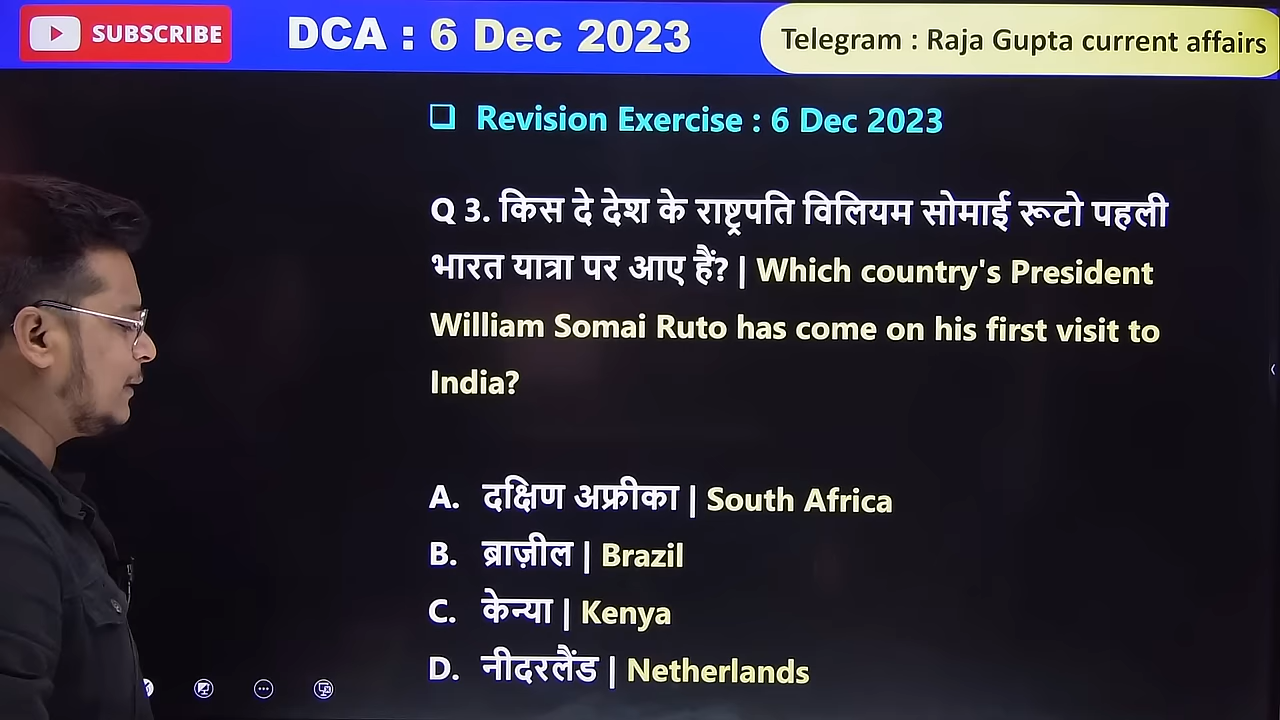 SUBSCRIBE
DCA : 6 Dec 2023
Telegram : Raja Gupta current affairs
Revision Exercise : 6 Dec 2023
Q 3. किस दे देश के राष्ट्रपति विलियम सोमाई रूटो पहली
भारत यात्रा पर आए हैं? | Which country's President
William Somai Ruto has come on his first visit to
India?
A. दक्षिण अफ्रीका | South Africa
B. ब्राज़ील | Brazil
C. केन्या | Kenya
D. नीदरलैंड | Netherlands